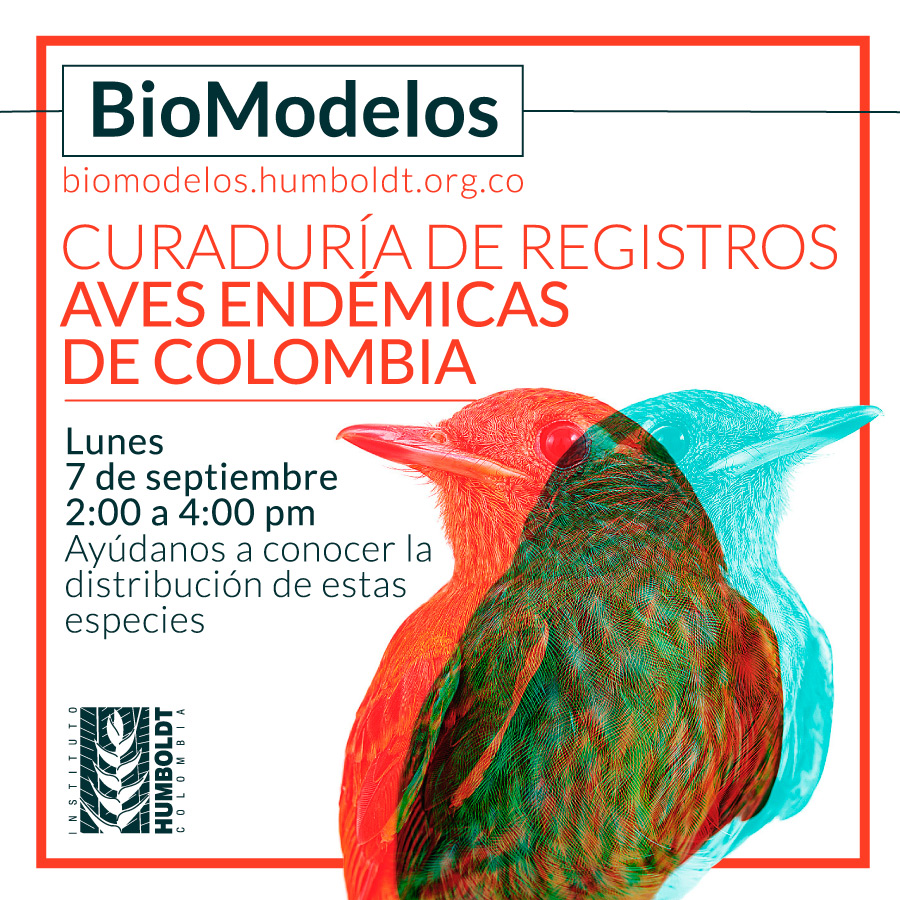 BioModelos
biomodelos.humboldt.org.co
CURADURÍA DE REGISTROS
AVES ENDÉMICAS
DE COLOMBIA
Lunes
7 de septiembre
2:00 a 4:00 pm
Ayúdanos a conocer la
distribución de estas
especies
INSTITUTO
HUMBOLDT
COLOMBIA